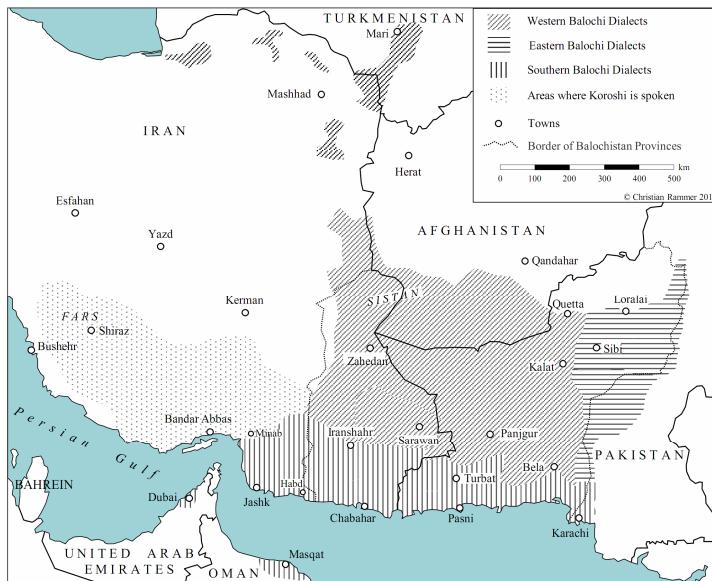 TURKMENISTAN
Mari
Mashhad
IRAN
Herat
Esfahan
Yazd
AFGHANISTAN
Qandahar
SISTAN
Kerman
Quetta
Loralai
FARS
Shiraz
Bushehr
Zahedan
Kalat
Sibi
Bandar Abbas
Minab
Iranshahr
Sarawan
Panjgur
PAKISTAN
Persian Gulf
BAHREIN
Dubai
Jashk
Habd
Chabahar
Turbat
Pasni
Bela
Karachi
UNITED ARAB
EMIRATES
OMAN
Masqat
Western Balochi Dialects
Eastern Balochi Dialects
Southern Balochi Dialects
Areas where Koroshi is spoken
Towns
Border of Balochistan Provinces
0 100 200 300 400 500 km
© Christian Rammer 201